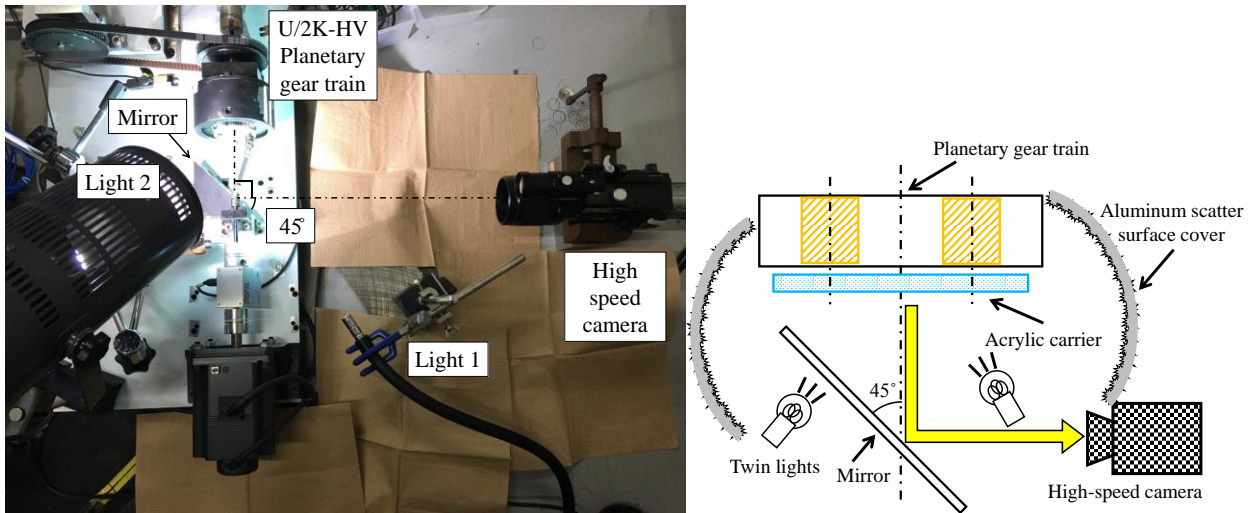 U/2K-HV
Planetary
gear train
Mirror
Light 2
45°
High
speed
camera
Light 1
Planetary gear train
Aluminum scatter
surface cover
Acrylic carrier
45°
Twin lights
Mirror
High-speed camera